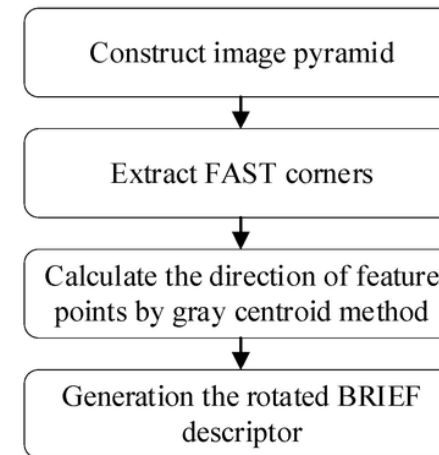 Construct image pyramid
Extract FAST corners
Calculate the direction of feature
points by gray centroid method
Generation the rotated BRIEF
descriptor